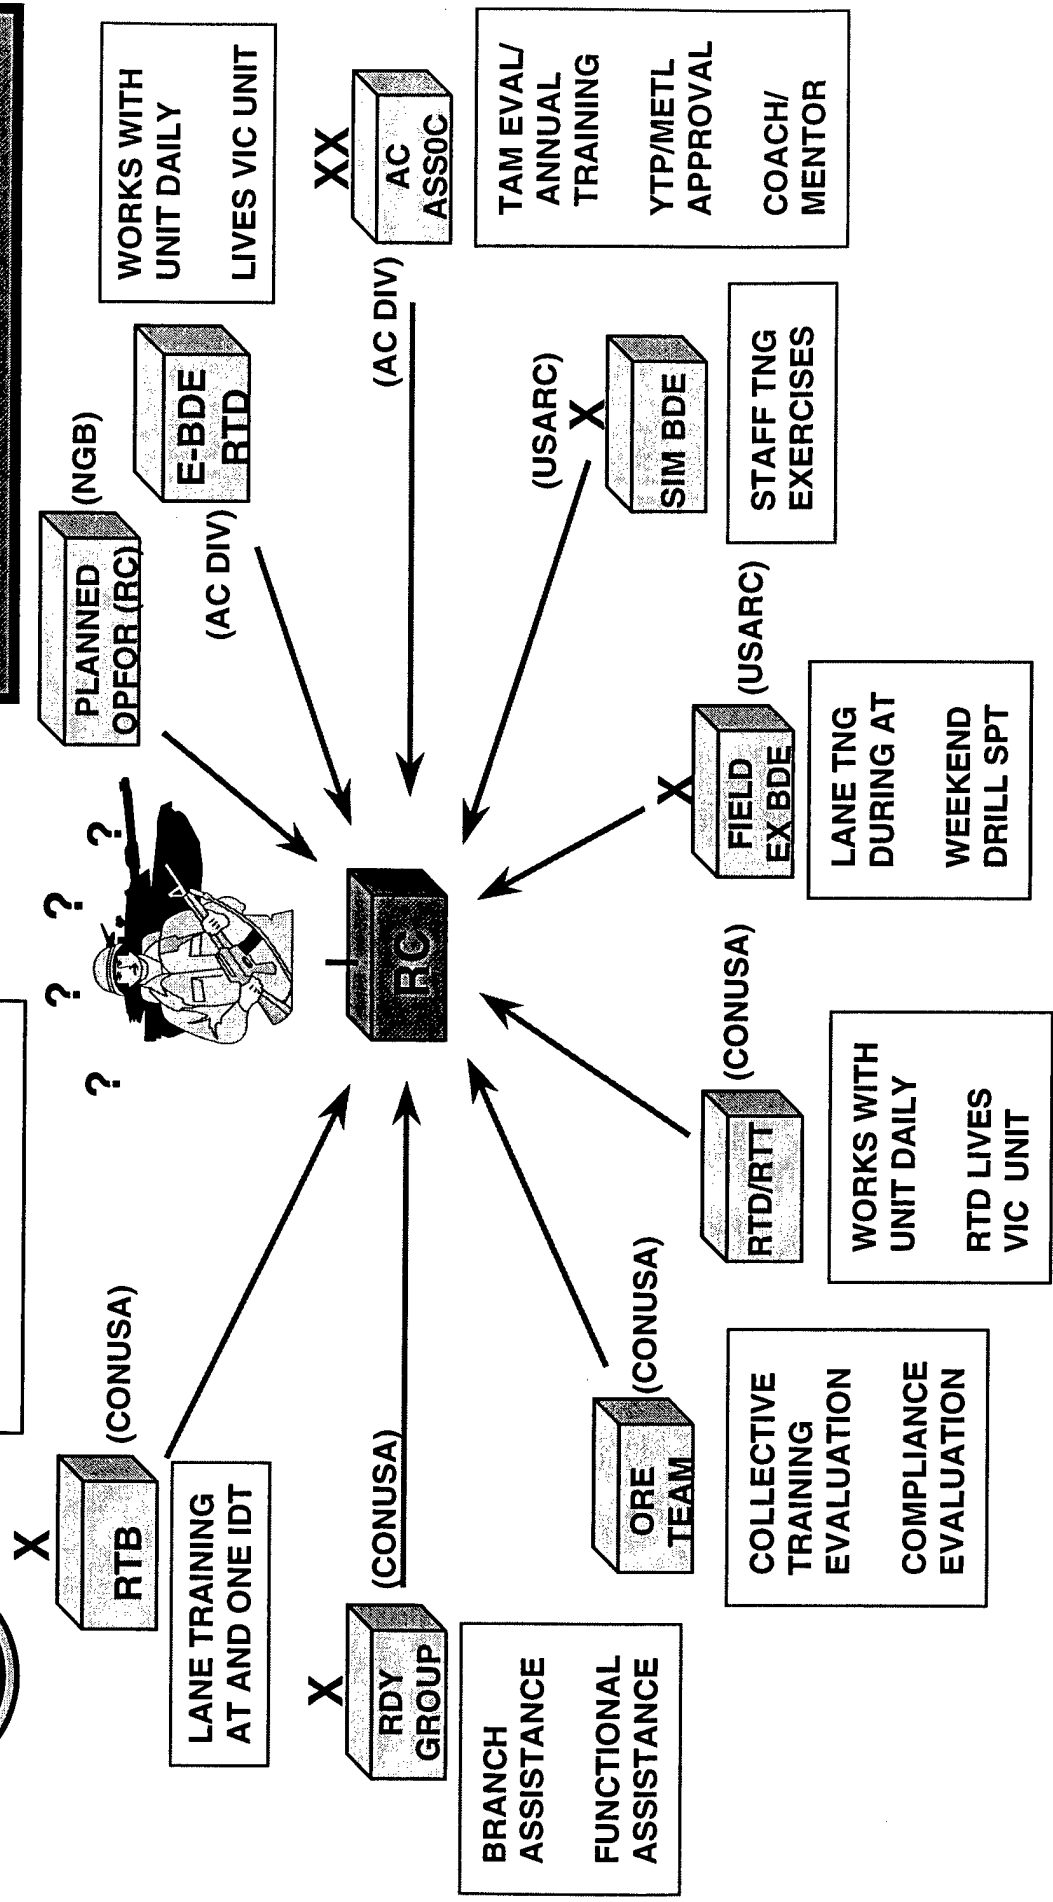 X
RTB
(CONUSA)
LANE TRAINING
AT AND ONE IDT
X
RDY
GROUP
(CONUSA)
BRANCH
ASSISTANCE
FUNCTIONAL
ASSISTANCE
ORE
TEAM
(CONUSA)
COLLECTIVE
TRAINING
EVALUATION
COMPLIANCE
EVALUATION
RTD/RTT
(CONUSA)
WORKS WITH
UNIT DAILY
RTD LIVES
VIC UNIT
? ? ? ?
I
RC
X
FIELD
EX BDE
(USARC)
LANE TNG
DURING AT
WEEKEND
DRILL SPT
(USARC)
X
SIM BDE
STAFF TNG
EXERCISES
PLANNED
OPFOR (RC)
(NGB)
(AC DIV)
E-BDE
RTD
WORKS WITH
UNIT DAILY
LIVES VIC UNIT
(AC DIV)
XX
AC
ASSOC
TAM EVAL/
ANNUAL
TRAINING
YTP/METL
APPROVAL
COACH/
MENTOR